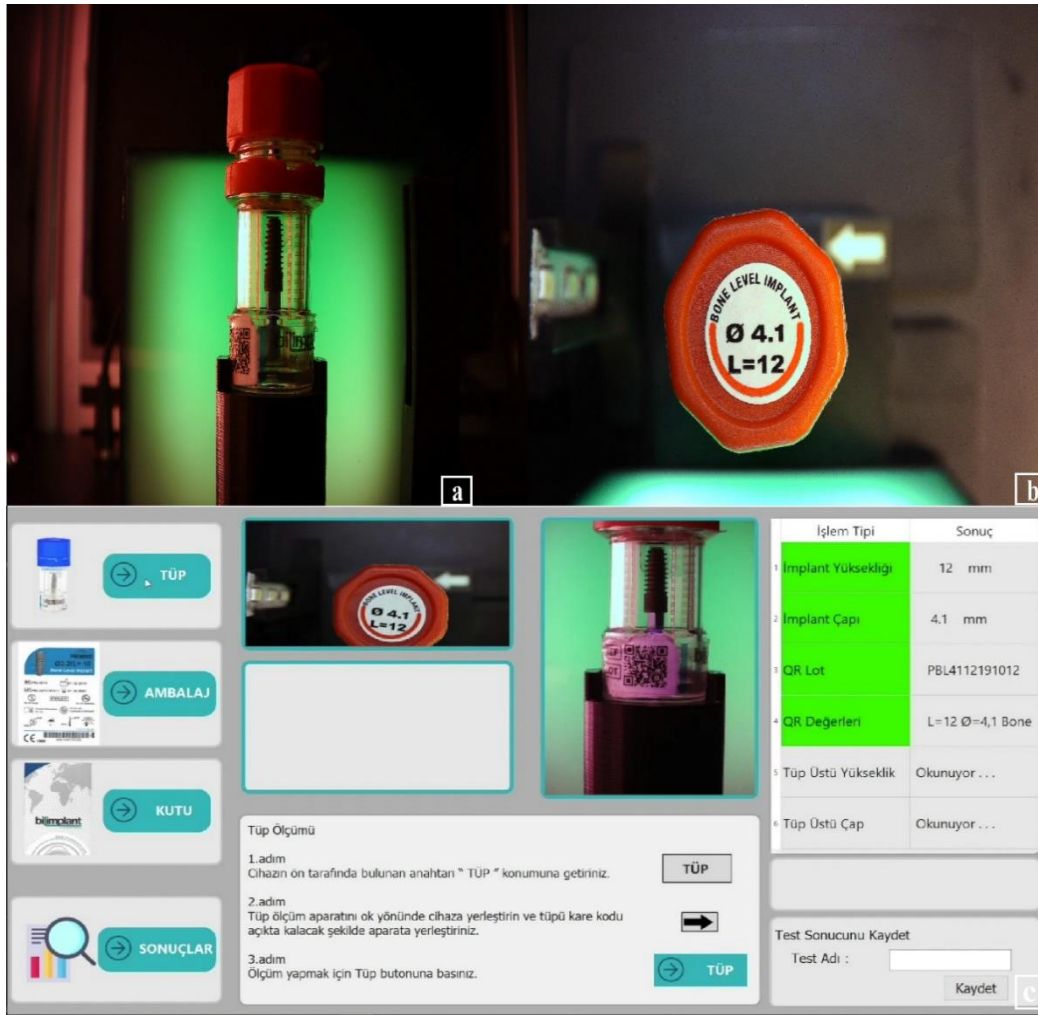 BONE LEVEL IMPLANT
Ø 4.1
L=12
a
b
TÜP
AMBALAJ
bilimplant
KUTU
SONUÇLAR
BONE LEVEL IMPLANT
Ø 4.1
L=12
Tüp Ölçümü
1.adım
Cihazın ön tarafında bulunan anahtarı “ TÜP ” konumuna getiriniz.
TÜP
2.adım
Tüp ölçüm aparatını ok yönünde cihaza yerleştirin ve tüpü kare kodu
açıkta kalacak şekilde aparata yerleştiriniz.
3.adım
Ölçüm yapmak için Tüp butonuna basınız.
TÜP
İşlem Tipi Sonuç
1 İmplant Yüksekliği 12 mm
2 İmplant Çapı 4.1 mm
3 QR Lot PBL4112191012
4 QR Değerleri L=12 Ø=4,1 Bone
5 Tüp Üstü Yükseklik Okunuyor . . .
6 Tüp Üstü Çap Okunuyor . . .
Test Sonucunu Kaydet
Test Adı :
Kaydet
c